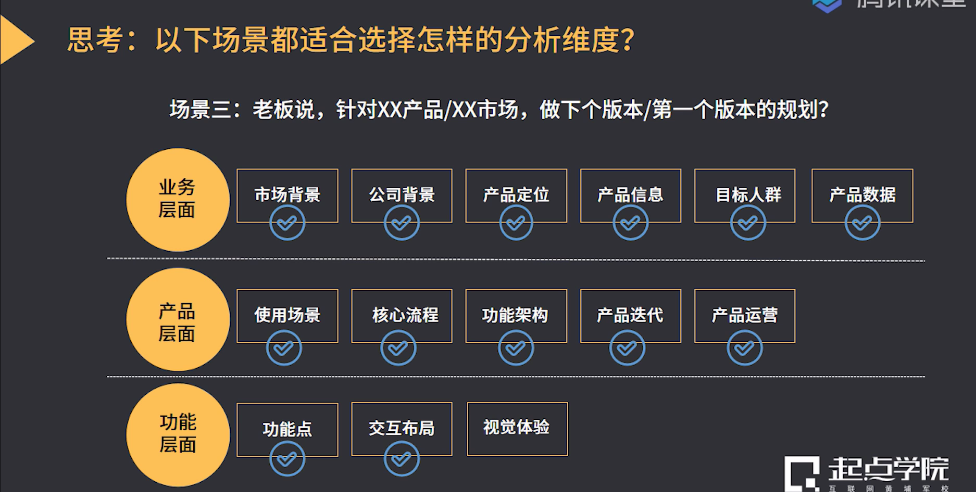 腾讯课堂
思考：以下场景都适合选择怎样的分析维度？
场景三：老板说，针对XX产品/XX市场，做下个版本/第一个版本的规划？
业务
层面
市场背景 公司背景 产品定位 产品信息 目标人群 产品数据
产品
层面
使用场景 核心流程 功能架构 产品迭代 产品运营
功能
层面
功能点 交互布局 视觉体验
起点学院
互联网黄埔军校